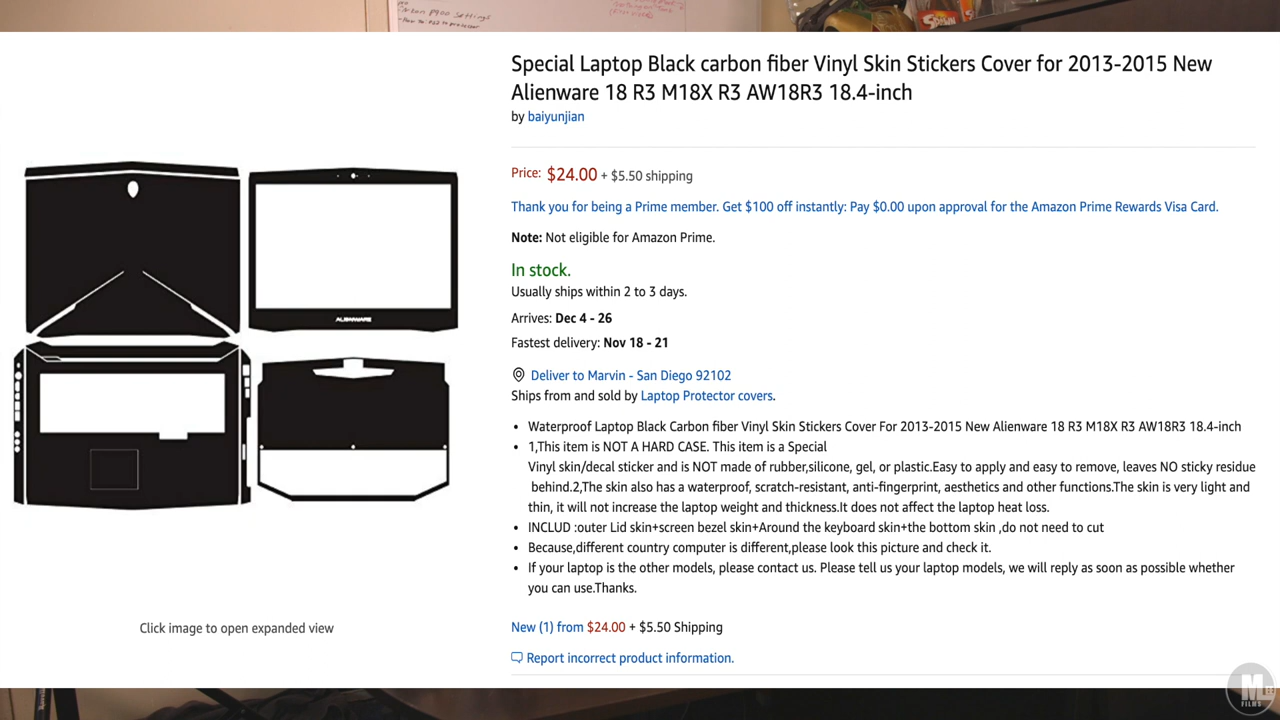 Settings
Special Laptop Black carbon fiber Vinyl Skin Stickers Cover for 2013-2015 New
Alienware 18 R3 M18X R3 AW18R3 18.4-inch
by baiyunjian
Price: $24.00 + $5.50 shipping
Thank you for being a Prime member. Get $100 off instantly: Pay $0.00 upon approval for the Amazon Prime Rewards Visa Card.
Note: Not eligible for Amazon Prime.
In stock.
Usually ships within 2 to 3 days.
Arrives: Dec 4 - 26
Fastest delivery: Nov 18 - 21
Deliver to Marvin - San Diego 92102
Ships from and sold by Laptop Protector covers.
• Waterproof Laptop Black Carbon fiber Vinyl Skin Stickers Cover For 2013-2015 New Alienware 18 R3 M18X R3 AW18R3 18.4-inch
• 1,This item is NOT A HARD CASE. This item is a Special
Vinyl skin/decal sticker and is NOT made of rubber,silicone, gel, or plastic.Easy to apply and easy to remove, leaves NO sticky residue
behind.2,The skin also has a waterproof, scratch-resistant, anti-fingerprint, aesthetics and other functions.The skin is very light and
thin, it will not increase the laptop weight and thickness.It does not affect the laptop heat loss.
• INCLUD :outer Lid skin+screen bezel skin+Around the keyboard skin+the bottom skin ,do not need to cut
• Because,different country computer is different,please look this picture and check it.
• If your laptop is the other models, please contact us. Please tell us your laptop models, we will reply as soon as possible whether
you can use.Thanks.
New (1) from $24.00 + $5.50 Shipping
Report incorrect product information.
ALIENWARE
Click image to open expanded view
FILMS